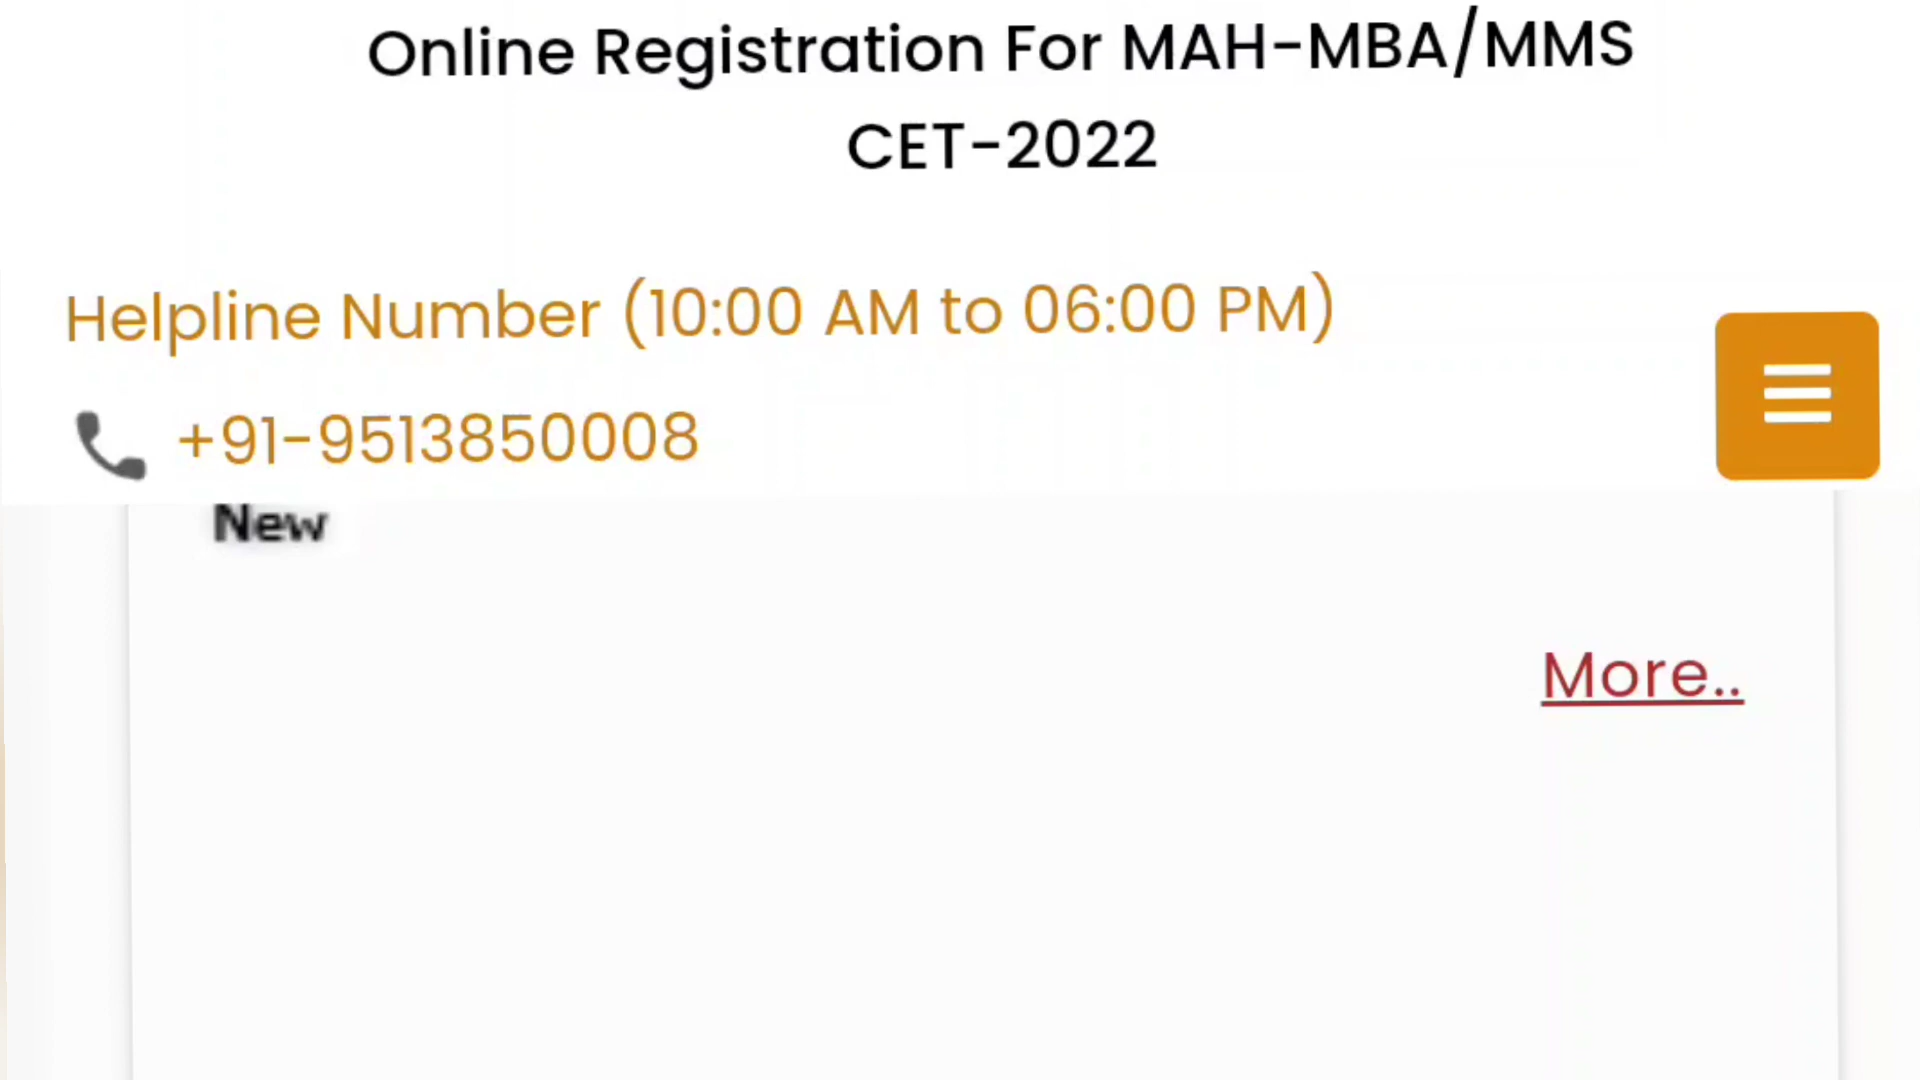 Online Registration For MAH-MBA/MMS
CET-2022
Helpline Number (10:00 AM to 06:00 PM)
+91-9513850008
New
More..